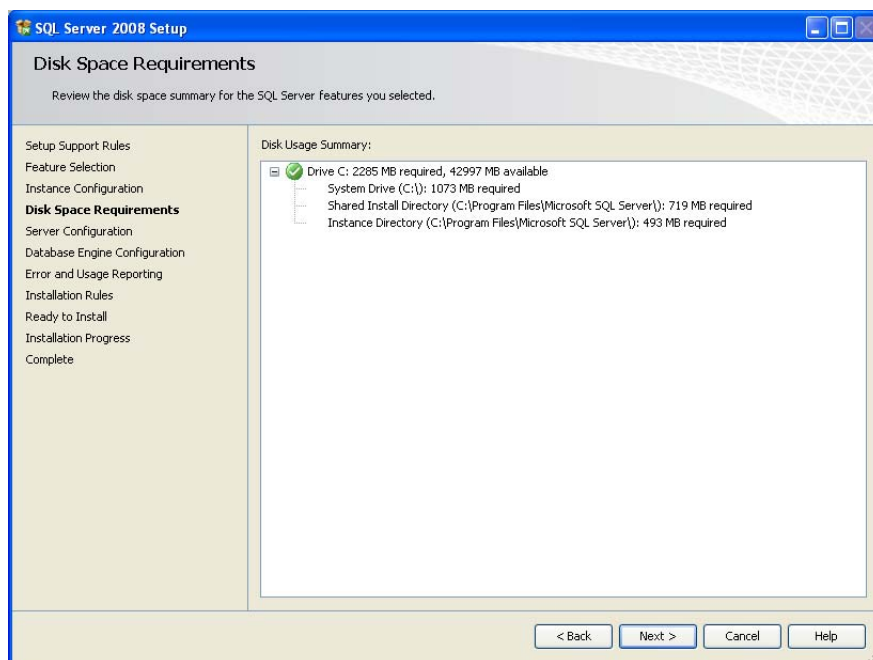 SQL Server 2008 Setup
Disk Space Requirements
Review the disk space summary for the SQL Server features you selected.
Setup Support Rules
Feature Selection
Instance Configuration
Disk Space Requirements
Server Configuration
Database Engine Configuration
Error and Usage Reporting
Installation Rules
Ready to Install
Installation Progress
Complete
Disk Usage Summary:
Drive C: 2285 MB required, 42997 MB available
System Drive (C:\): 1073 MB required
Shared Install Directory (C:\Program Files\Microsoft SQL Server\): 719 MB required
Instance Directory (C:\Program Files\Microsoft SQL Server\): 493 MB required
< Back Next > Cancel Help